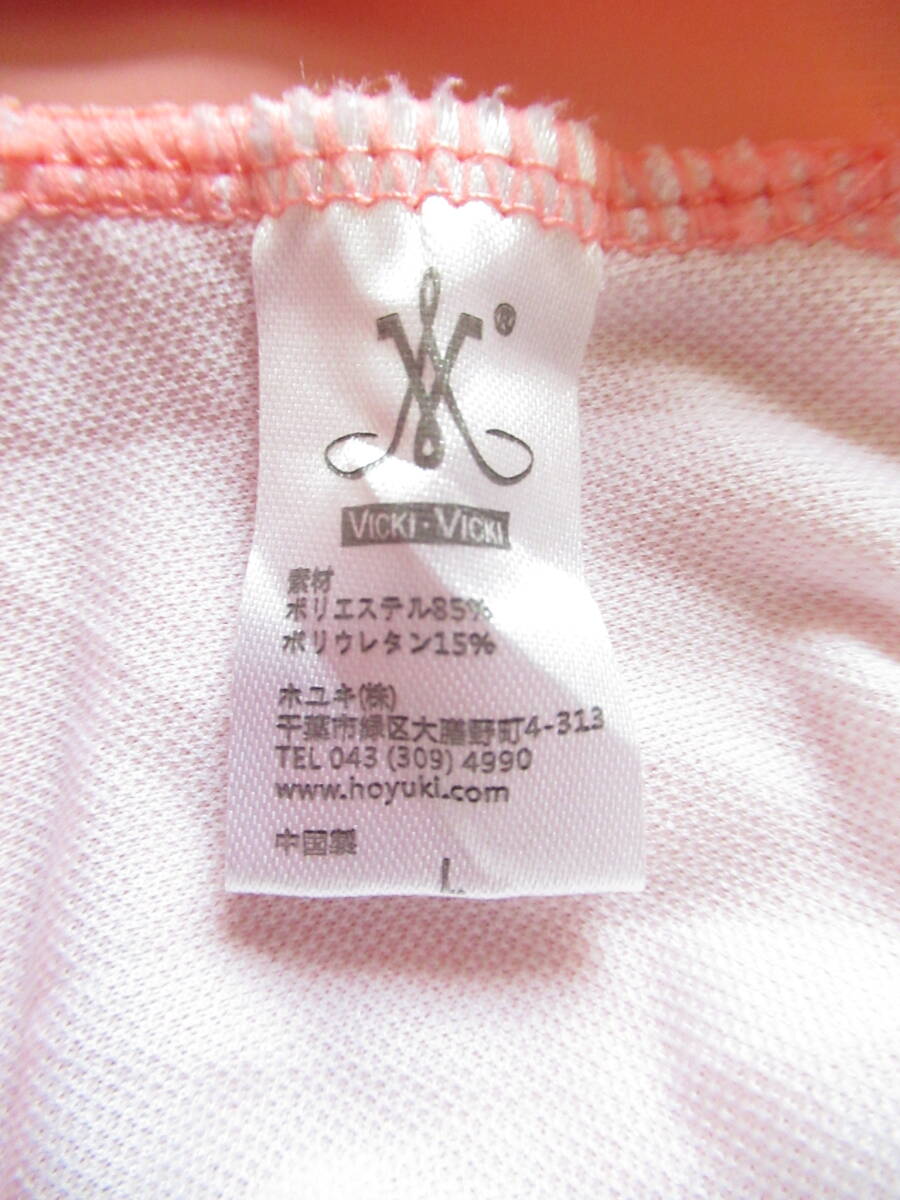 ®
VICKI・VICKI
素材
ポリエステル85%
ポリウレタン15%
ホユキ(株)
千葉市緑区大膳野町4-313
TEL 043 (309) 4990
www.hoyuki.com
中国製
L